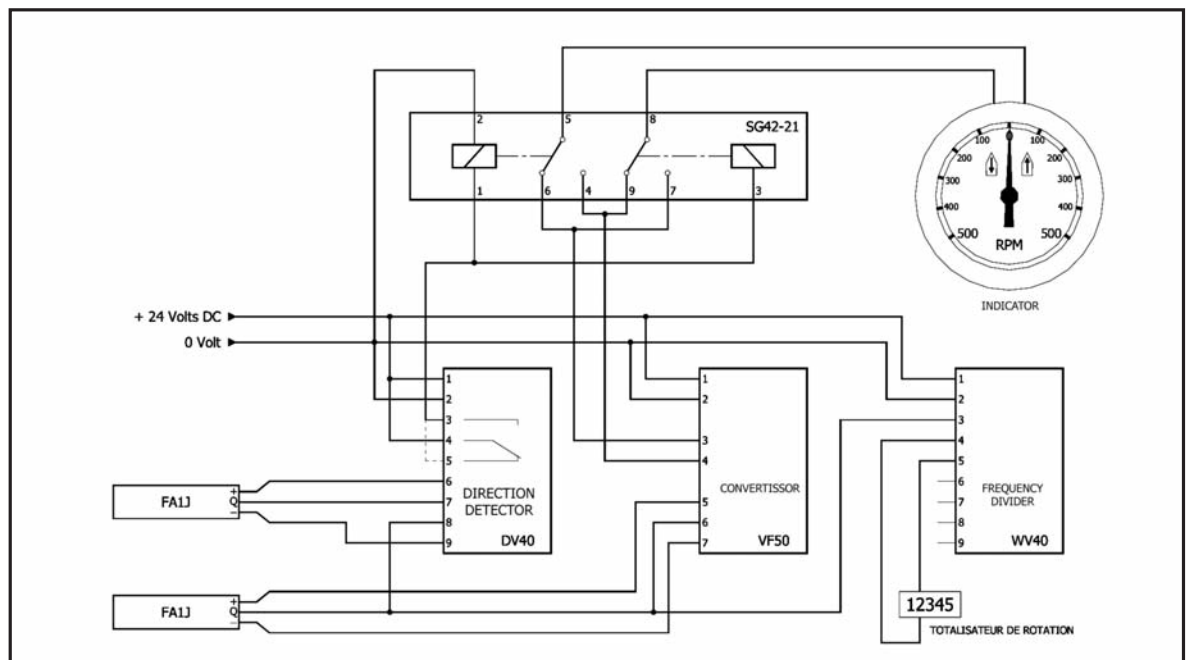 2 5 8
SG42-21
1 6 4 9 7 3
0
100 100
200 200
300 300
400 400
500 500
RPM
INDICATOR
+ 24 Volts DC
0 Volt
1
2
3
4
5
6
7
8
9
DIRECTION
DETECTOR
DV40
1
2
3
4
5
6
7
CONVERTISSOR
VF50
1
2
3
4
5
6
7
8
9
FREQUENCY
DIVIDER
WV40
FA1J
+
Q
−
FA1J
+
Q
−
12345
TOTALISATEUR DE ROTATION